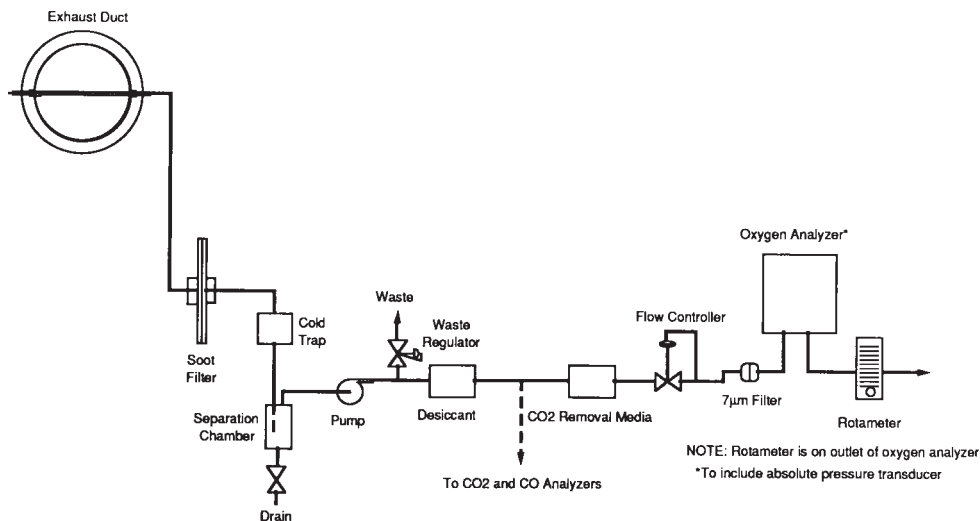 Exhaust Duct
Oxygen Analyzer*
Waste
Waste
Regulator
Flow Controller
Cold
Trap
Soot
Filter
Separation
Chamber
Pump
Desiccant
CO2 Removal Media
7µm Filter
Rotameter
NOTE: Rotameter is on outlet of oxygen analyzer
*To include absolute pressure transducer
To CO2 and CO Analyzers
Drain